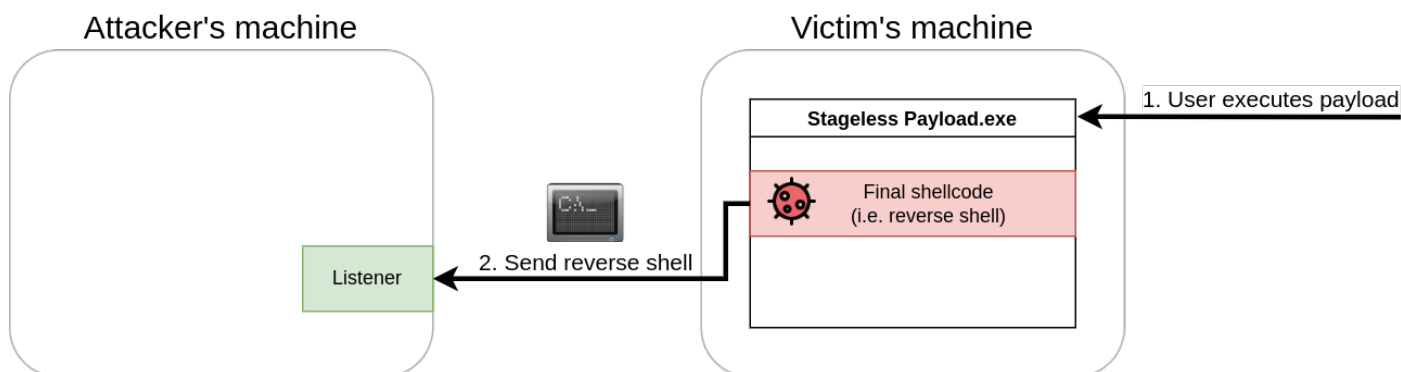 Attacker's machine
Victim's machine
1. User executes payload
Stageless Payload.exe
Final shellcode
(i.e. reverse shell)
C:\_
2. Send reverse shell
Listener